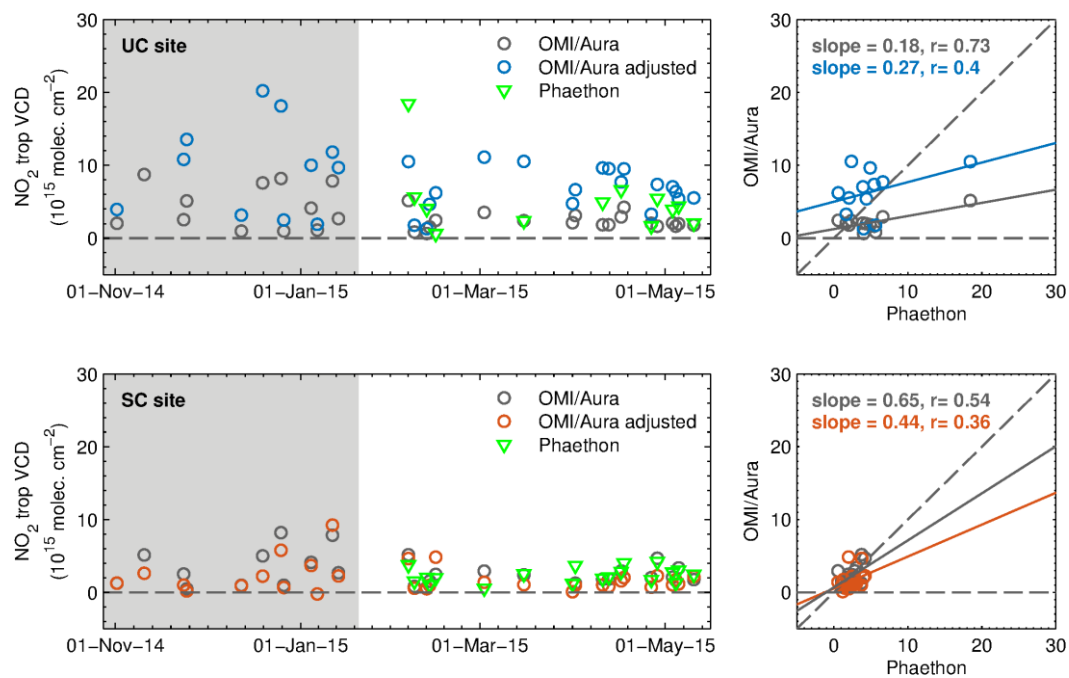 UC site
OMI/Aura
OMI/Aura adjusted
Phaethon
NO2 trop VCD
(10^15 molec. cm^−2)
30
20
10
0
01−Nov−14
01−Jan−15
01−Mar−15
01−May−15
slope = 0.18, r= 0.73
slope = 0.27, r= 0.4
OMI/Aura
30
20
10
0
0
10
20
30
Phaethon
SC site
OMI/Aura
OMI/Aura adjusted
Phaethon
NO2 trop VCD
(10^15 molec. cm^−2)
30
20
10
0
01−Nov−14
01−Jan−15
01−Mar−15
01−May−15
slope = 0.65, r= 0.54
slope = 0.44, r= 0.36
OMI/Aura
30
20
10
0
0
10
20
30
Phaethon